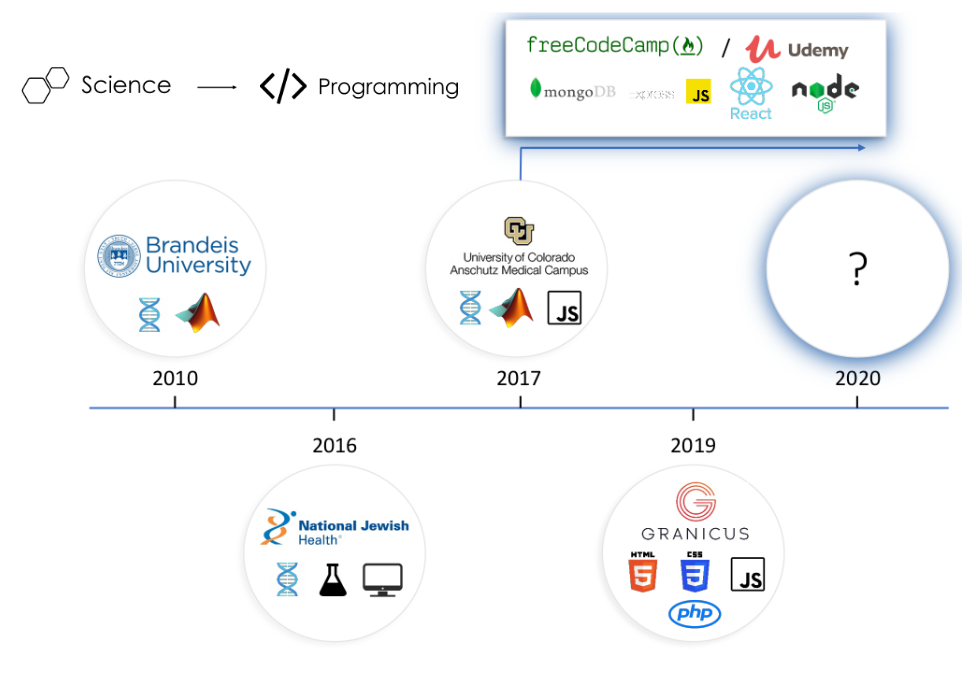 Science
</> Programming
freeCodeCamp(🔥) / Udemy
mongoDB express JS React node JS
Brandeis University
University of Colorado
Anschutz Medical Campus
JS
?
2010
2017
2020
2016
2019
National Jewish
Health®
GRANICUS
HTML 5 CSS 3 JS
php